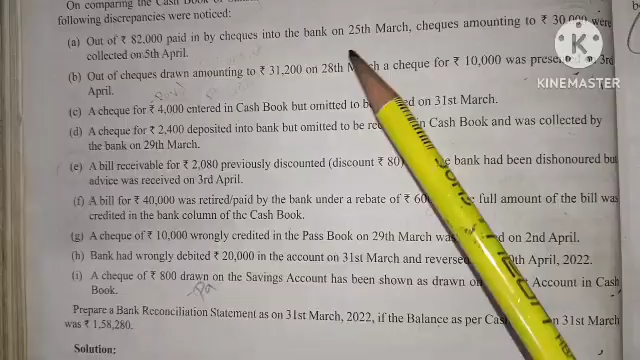 On comparing the Cash Book
following discrepancies were noticed:
(a) Out of ₹ 82,000 paid in by cheques into the bank on 25th March, cheques amounting to ₹ 30,000 were
collected on 5th April.
(b) Out of cheques drawn amounting to ₹ 31,200 on 28th March a cheque for ₹ 10,000 was 3rd
April.
(c) A cheque for ₹ 4,000 entered in Cash Book but omitted to be on 31st March.
(d) A cheque for ₹ 2,400 deposited into bank but omitted to be Cash Book and was collected by
the bank on 29th March.
(e) A bill receivable for ₹ 2,080 previously discounted (discount ₹ 80) bank had been dishonoured but
advice was received on 3rd April.
(f) A bill for ₹ 40,000 was retired/paid by the bank under a rebate of ₹ full amount of the bill was
credited in the bank column of the Cash Book.
(g) A cheque of ₹ 10,000 wrongly credited in the Pass Book on 29th March on 2nd April.
(h) Bank had wrongly debited ₹ 20,000 in the account on 31st March and reversed April, 2022.
(i) A cheque of ₹ 800 drawn on the Savings Account has been shown as drawn Account in Cash
Book.
Prepare a Bank Reconciliation Statement as on 31st March, 2022, if the Balance as per 31st March
was ₹ 1,58,280.
Solution:
K
KINEMASTER